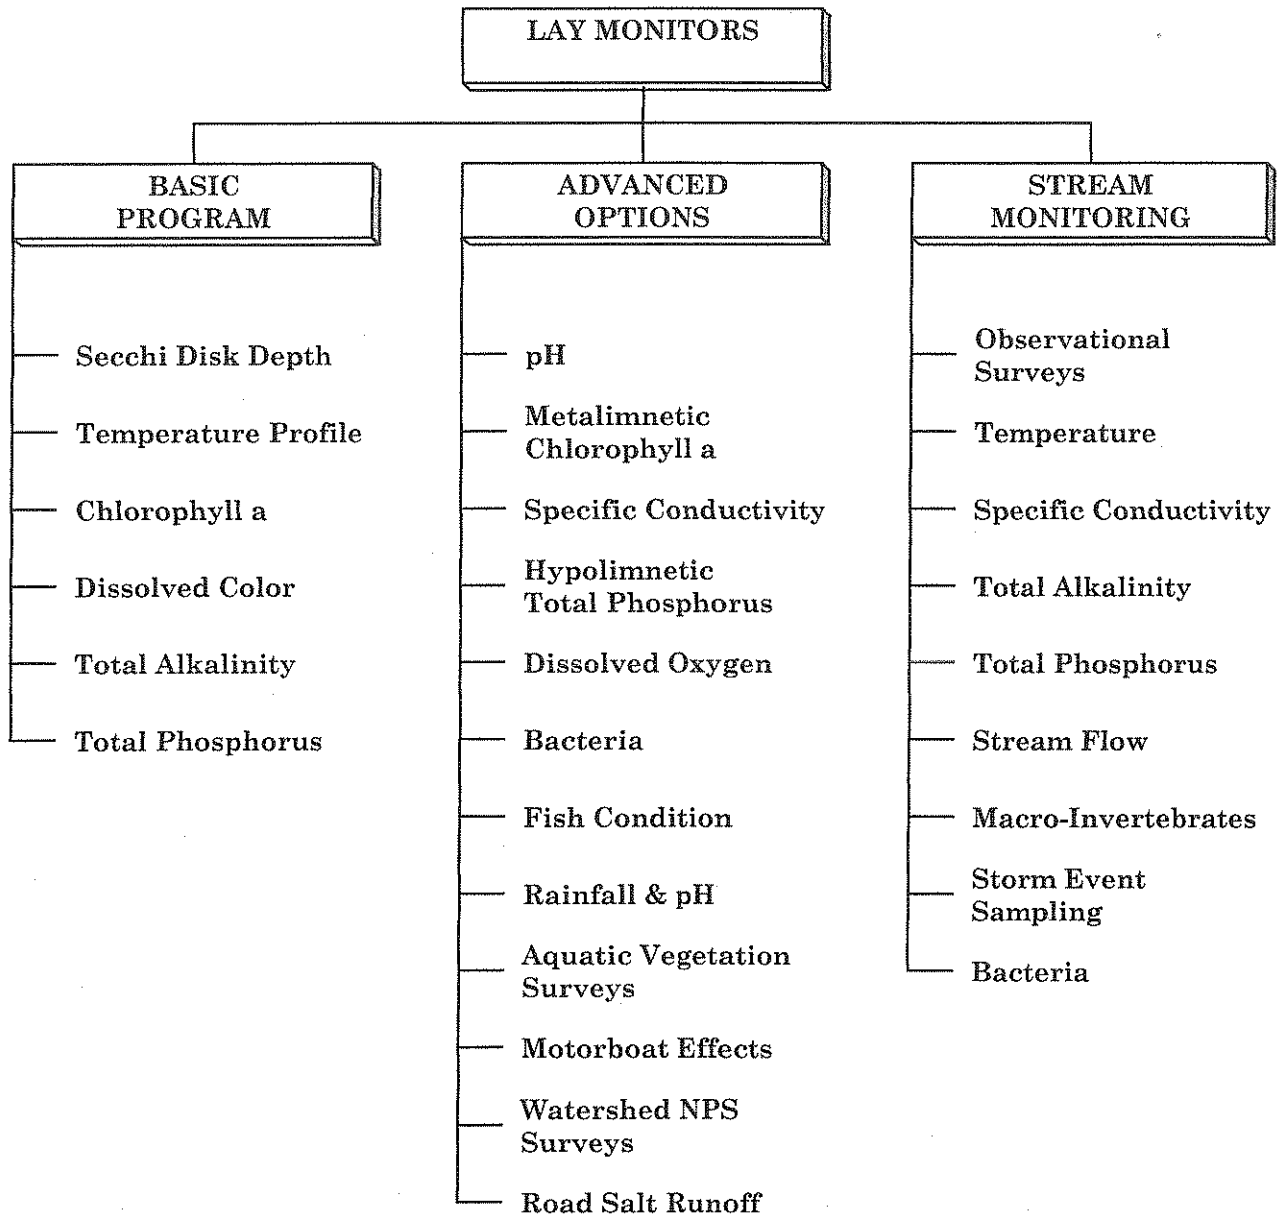 LAY MONITORS
BASIC
PROGRAM
Secchi Disk Depth
Temperature Profile
Chlorophyll a
Dissolved Color
Total Alkalinity
Total Phosphorus
ADVANCED
OPTIONS
pH
Metalimnetic
Chlorophyll a
Specific Conductivity
Hypolimnetic
Total Phosphorus
Dissolved Oxygen
Bacteria
Fish Condition
Rainfall & pH
Aquatic Vegetation
Surveys
Motorboat Effects
Watershed NPS
Surveys
Road Salt Runoff
STREAM
MONITORING
Observational
Surveys
Temperature
Specific Conductivity
Total Alkalinity
Total Phosphorus
Stream Flow
Macro-Invertebrates
Storm Event
Sampling
Bacteria